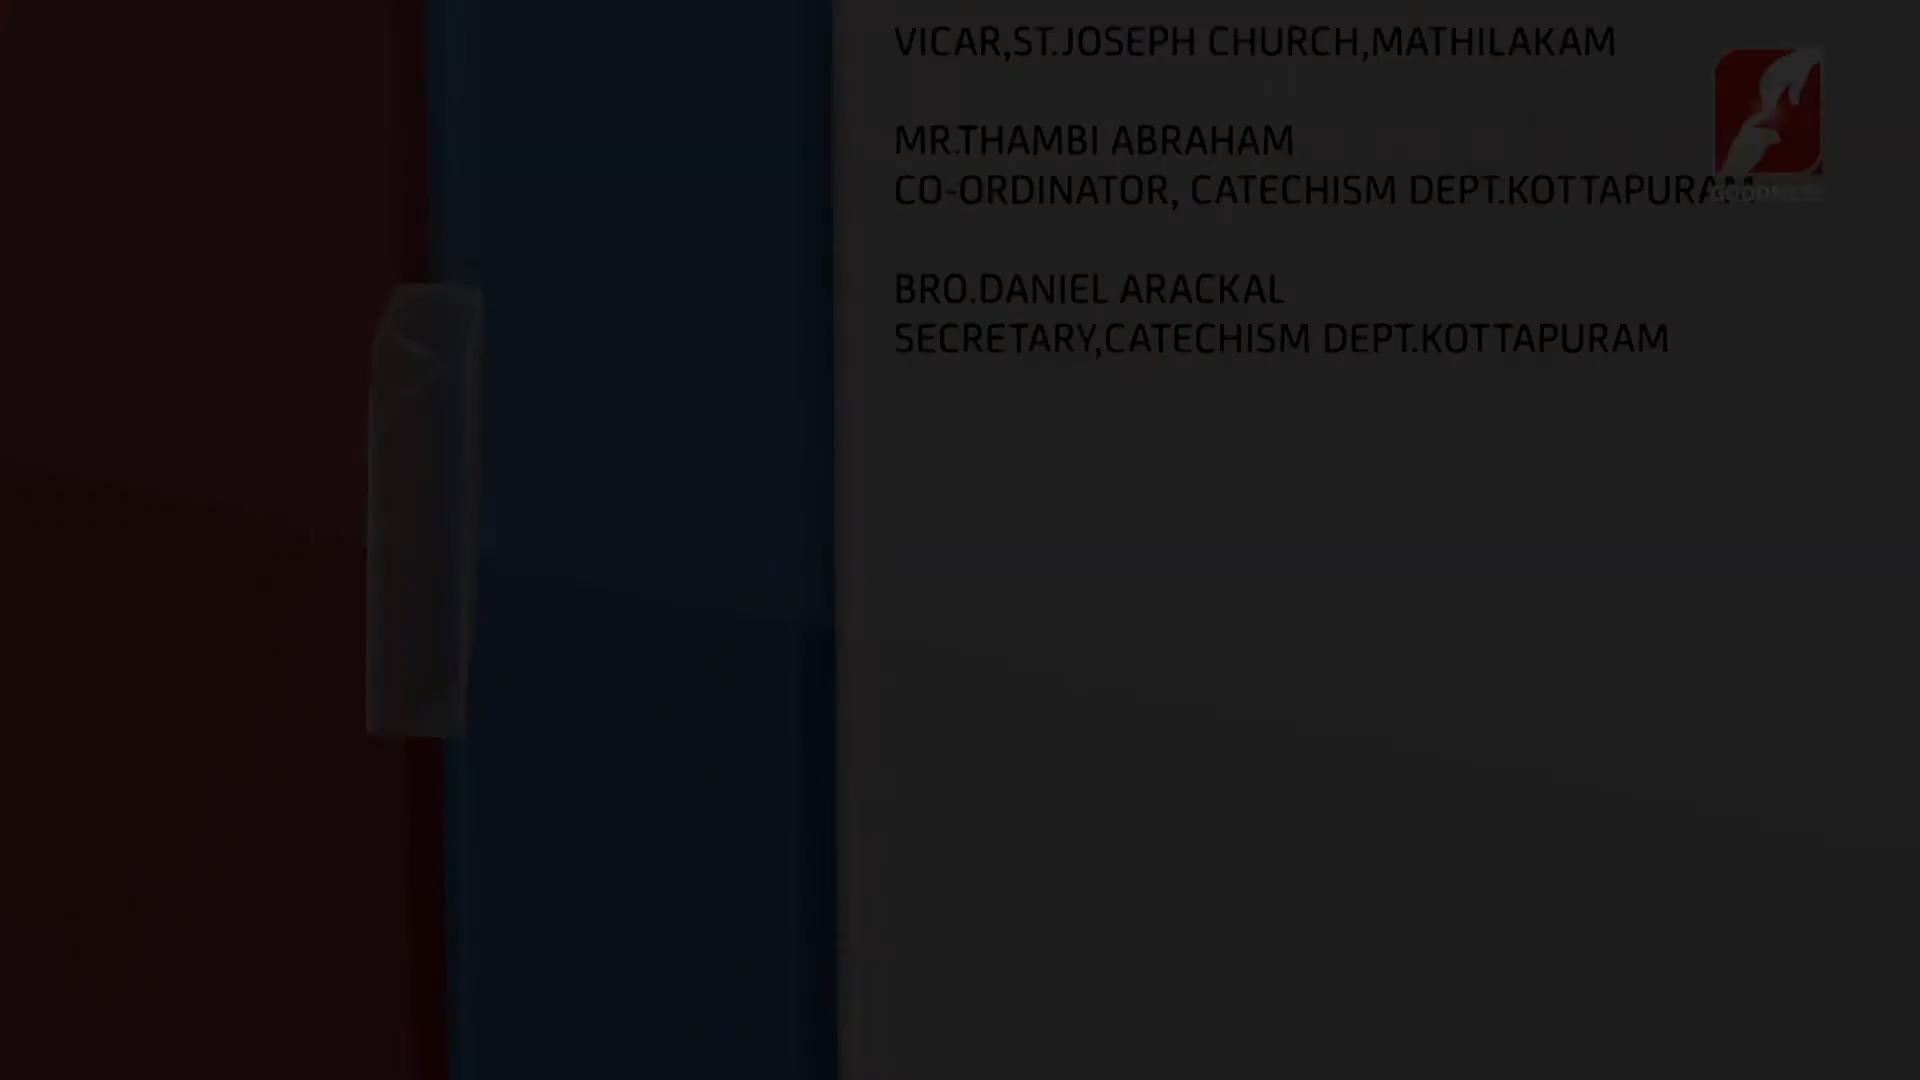 VICAR,ST.JOSEPH CHURCH,MATHILAKAM
MR.THAMBI ABRAHAM
CO-ORDINATOR, CATECHISM DEPT.KOTTAPURAM
BRO.DANIEL ARACKAL
SECRETARY,CATECHISM DEPT.KOTTAPURAM
GOODNESS